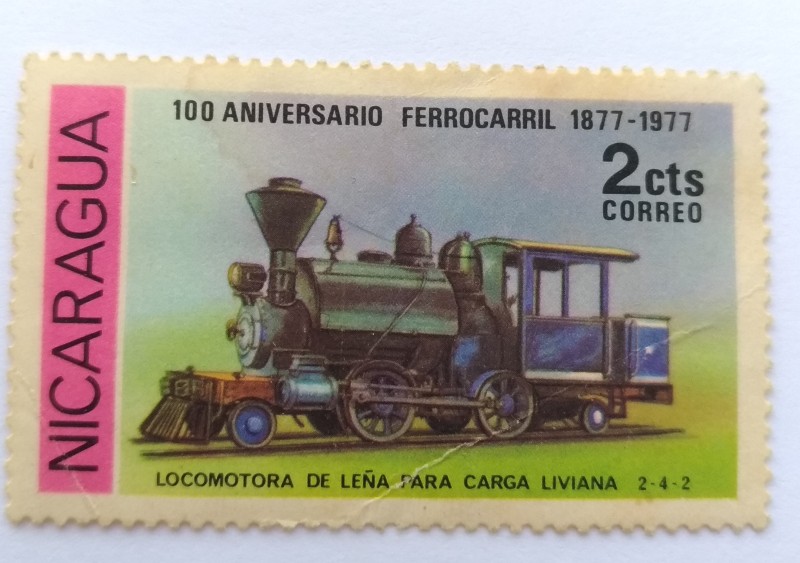 NICARAGUA
100 ANIVERSARIO FERROCARRIL 1877-1977
2cts
CORREO
LOCOMOTORA DE LEÑA PARA CARGA LIVIANA 2-4-2